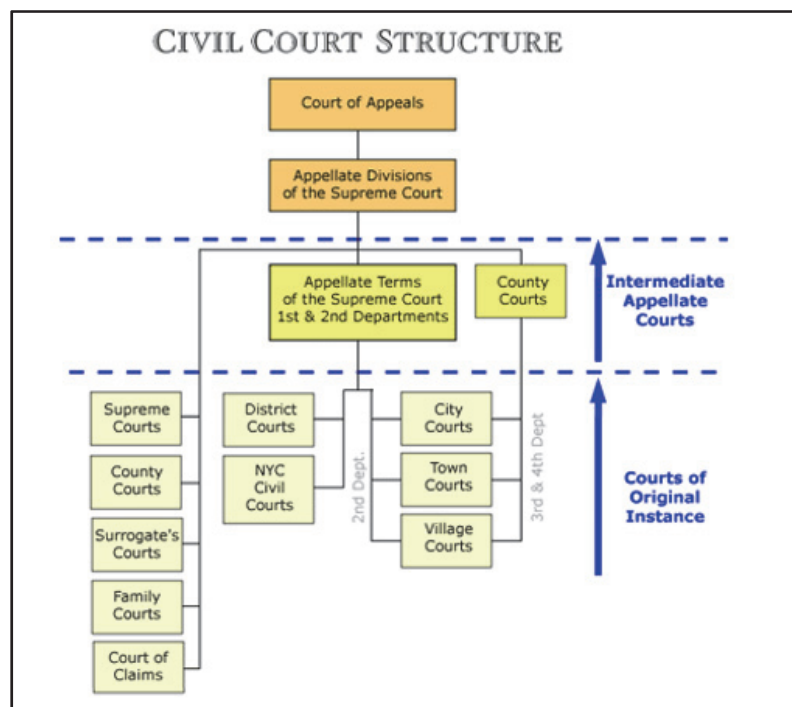 CIVIL COURT STRUCTURE
Court of Appeals
Appellate Divisions
of the Supreme Court
Appellate Terms
of the Supreme Court
1st & 2nd Departments
County
Courts
Intermediate
Appellate
Courts
Supreme
Courts
County
Courts
Surrogate's
Courts
Family
Courts
Court of
Claims
District
Courts
NYC
Civil
Courts
2nd Dept.
City
Courts
Town
Courts
Village
Courts
3rd & 4th Dept
Courts of
Original
Instance